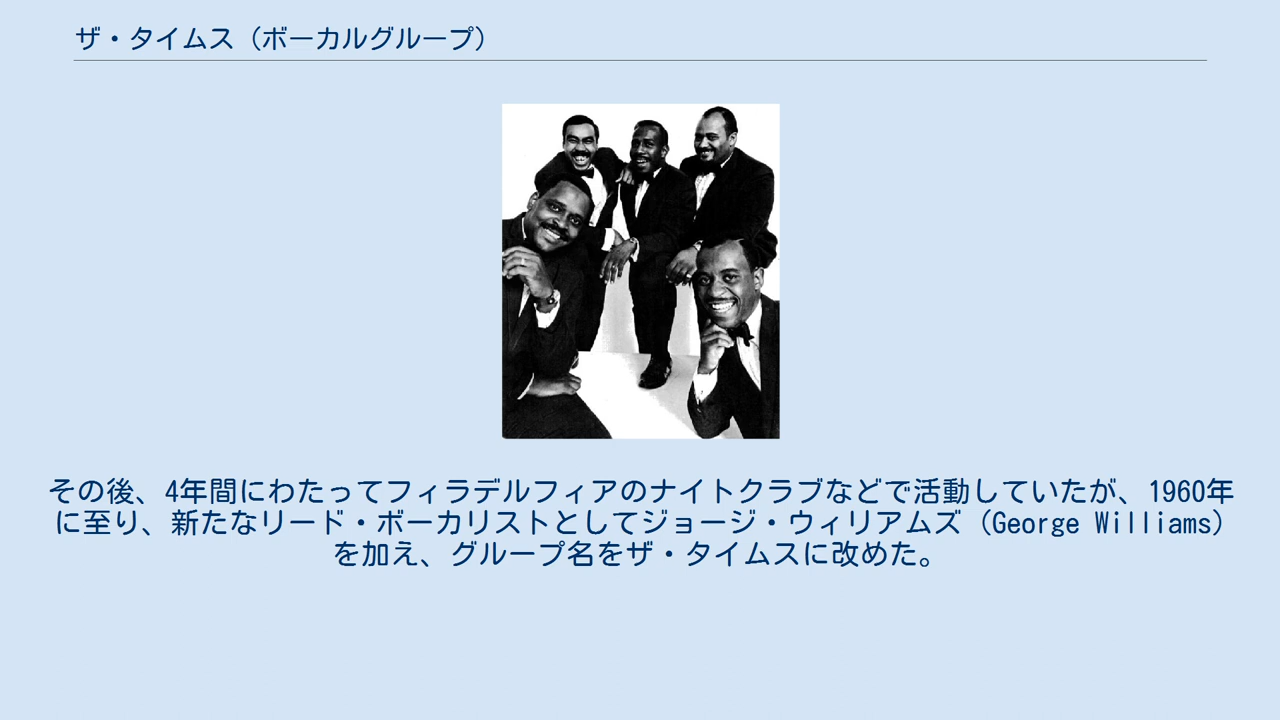 ザ・タイムス（ボーカルグループ）
その後、4年間にわたってフィラデルフィアのナイトクラブなどで活動していたが、1960年
に至り、新たなリード・ボーカリストとしてジョージ・ウィリアムズ（George Williams）
を加え、グループ名をザ・タイムスに改めた。